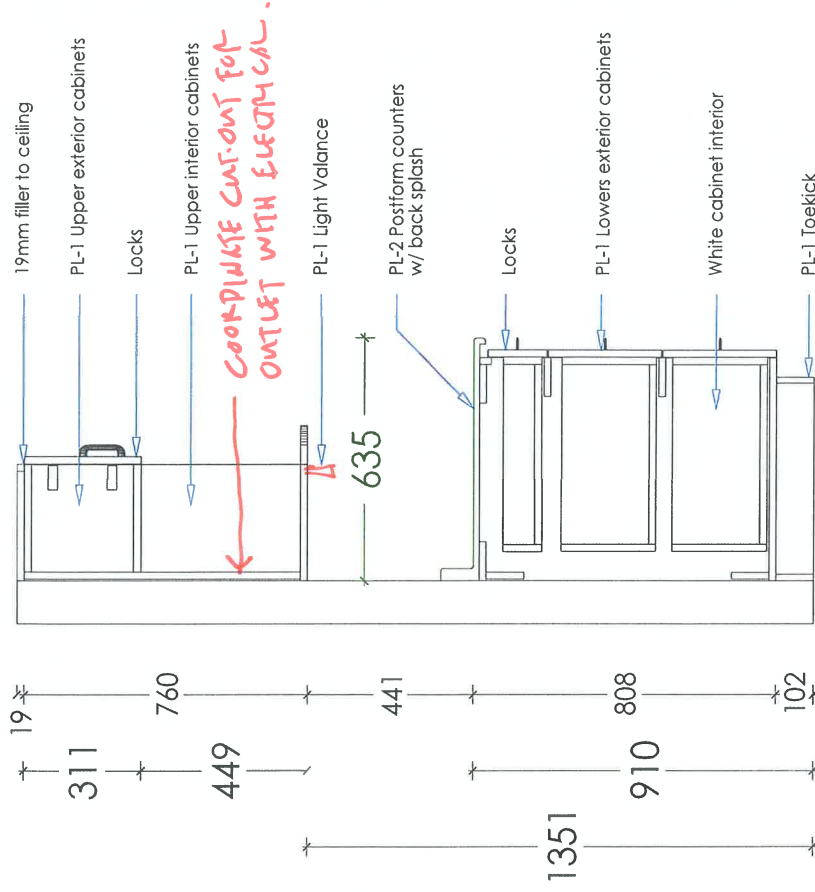 19mm filler to ceiling
PL-1 Upper exterior cabinets
Locks
PL-1 Upper interior cabinets
COORDINATE CUT-OUT FOR
OUTLET WITH ELECTRICAL.
PL-1 Light Valance
PL-2 Postform counters
w/ back splash
Locks
PL-1 Lowers exterior cabinets
White cabinet interior
PL-1 Toekick
635
19
760
441
808
102
311
449
910
1351